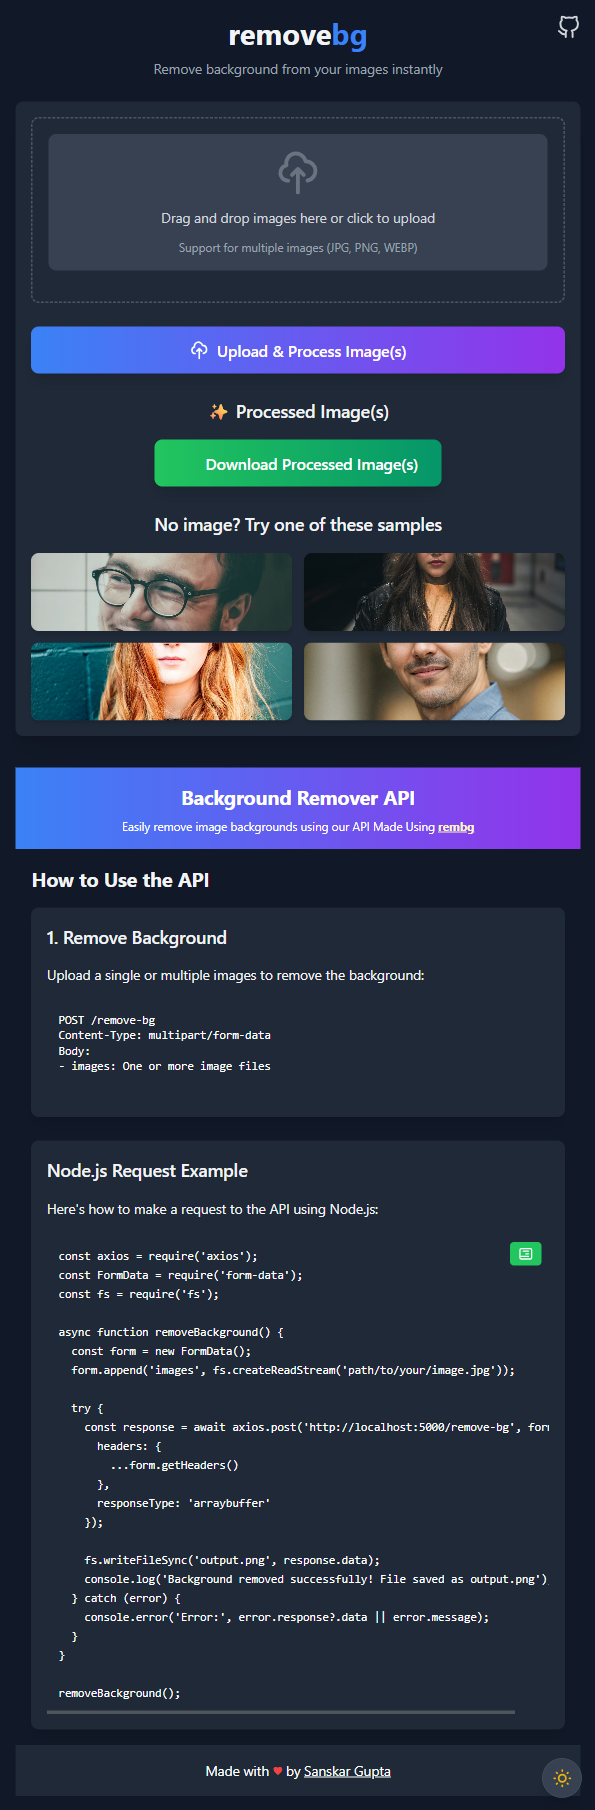 removebg
Remove background from your images instantly
Drag and drop images here or click to upload
Support for multiple images (JPG, PNG, WEBP)
Upload & Process Image(s)
✨ Processed Image(s)
Download Processed Image(s)
No image? Try one of these samples
Background Remover API
Easily remove image backgrounds using our API Made Using rembg
How to Use the API
1. Remove Background
Upload a single or multiple images to remove the background:
POST /remove-bg
Content-Type: multipart/form-data
Body:
- images: One or more image files
Node.js Request Example
Here's how to make a request to the API using Node.js:
const axios = require('axios');
const FormData = require('form-data');
const fs = require('fs');
async function removeBackground() {
  const form = new FormData();
  form.append('images', fs.createReadStream('path/to/your/image.jpg'));
  try {
    const response = await axios.post('http://localhost:5000/remove-bg', for
      headers: {
        ...form.getHeaders()
      },
      responseType: 'arraybuffer'
    });
    fs.writeFileSync('output.png', response.data);
    console.log('Background removed successfully! File saved as output.png')
  } catch (error) {
    console.error('Error:', error.response?.data || error.message);
  }
}
removeBackground();
Made with ❤ by Sanskar Gupta